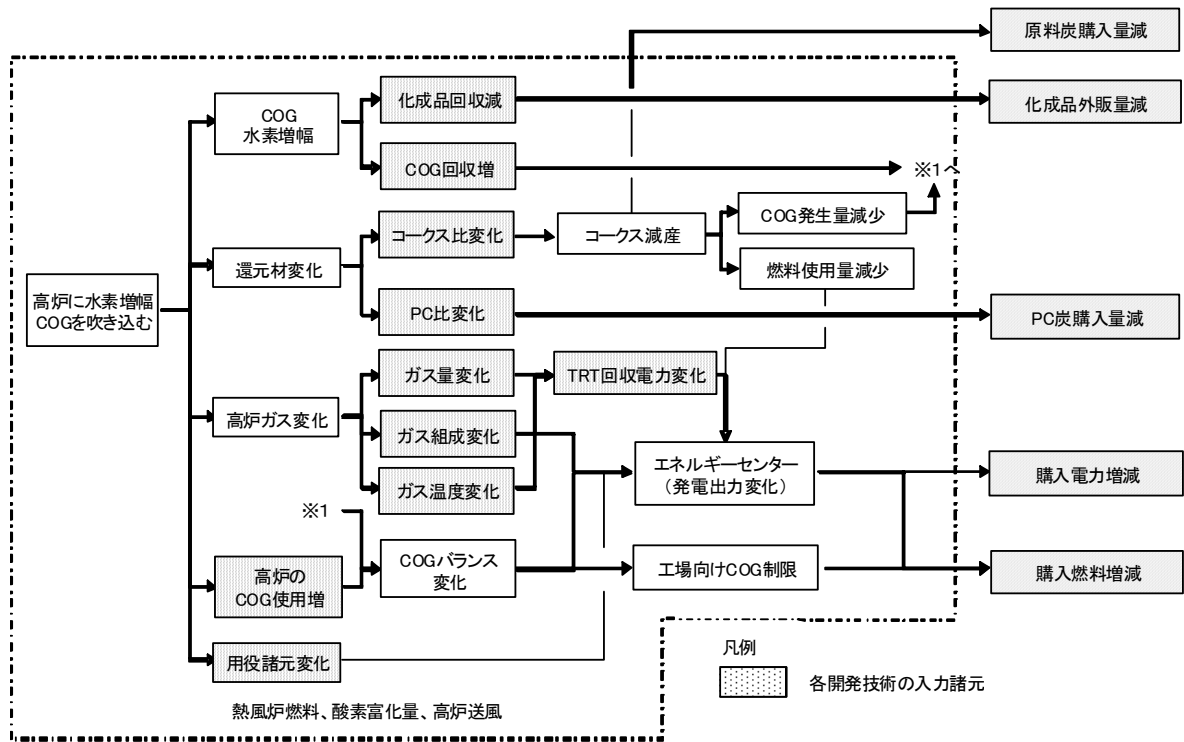 原料炭購入量減
COG
水素増幅
化成品回収減
化成品外販量減
COG回収増
※1へ
コークス比変化
コークス減産
COG発生量減少
還元材変化
燃料使用量減少
高炉に水素増幅
COGを吹き込む
PC比変化
PC炭購入量減
ガス量変化
TRT回収電力変化
高炉ガス変化
ガス組成変化
エネルギーセンター
（発電出力変化）
購入電力増減
ガス温度変化
※1
COGバランス
変化
工場向けCOG制限
購入燃料増減
高炉の
COG使用増
用役諸元変化
凡例
各開発技術の入力諸元
熱風炉燃料、酸素富化量、高炉送風